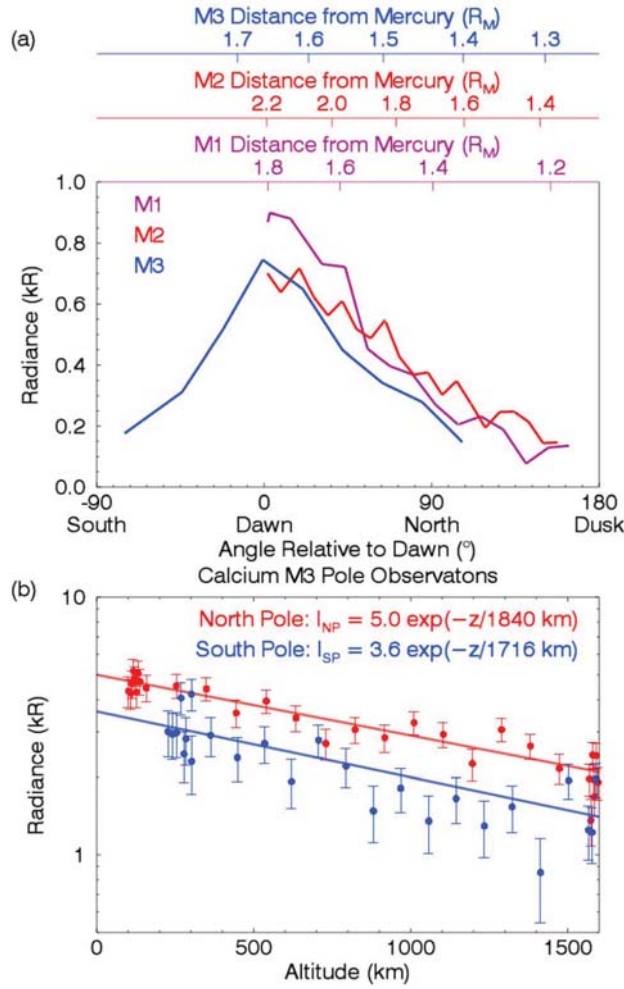 (a)
M3 Distance from Mercury (R_M)
1.7 1.6 1.5 1.4 1.3
M2 Distance from Mercury (R_M)
2.2 2.0 1.8 1.6 1.4
M1 Distance from Mercury (R_M)
1.8 1.6 1.4 1.2
1.0
0.8
0.6
0.4
0.2
0.0
Radiance (kR)
M1
M2
M3
-90 0 90 180
South Dawn North Dusk
Angle Relative to Dawn (°)
(b)
Calcium M3 Pole Observatons
10
1
Radiance (kR)
North Pole: I_NP = 5.0 exp(−z/1840 km)
South Pole: I_SP = 3.6 exp(−z/1716 km)
0 500 1000 1500
Altitude (km)